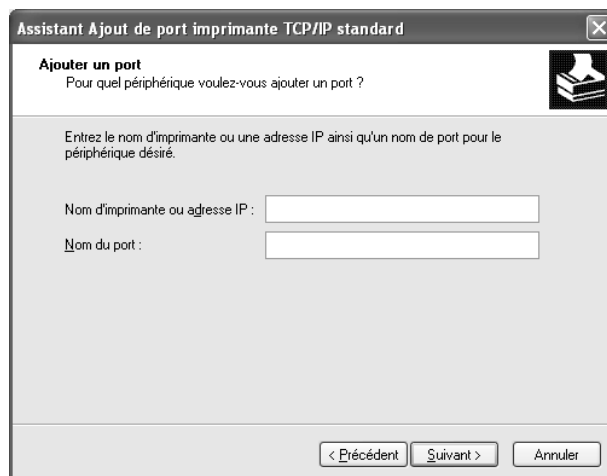 Assistant Ajout de port imprimante TCP/IP standard
Ajouter un port
Pour quel périphérique voulez-vous ajouter un port ?
Entrez le nom d'imprimante ou une adresse IP ainsi qu'un nom de port pour le
périphérique désiré.
Nom d'imprimante ou adresse IP :
Nom du port :
< Précédent Suivant > Annuler